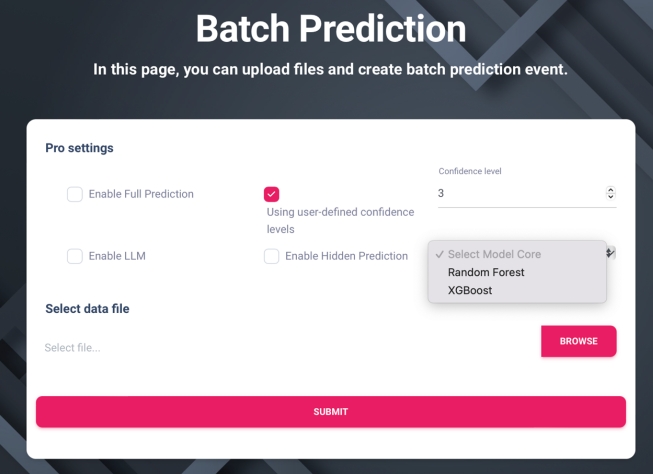 Batch Prediction
In this page, you can upload files and create batch prediction event.
Pro settings
Confidence level
Enable Full Prediction
3
Using user-defined confidence
levels
Enable LLM
Enable Hidden Prediction
Select Model Core
Random Forest
XGBoost
Select data file
Select file...
BROWSE
SUBMIT